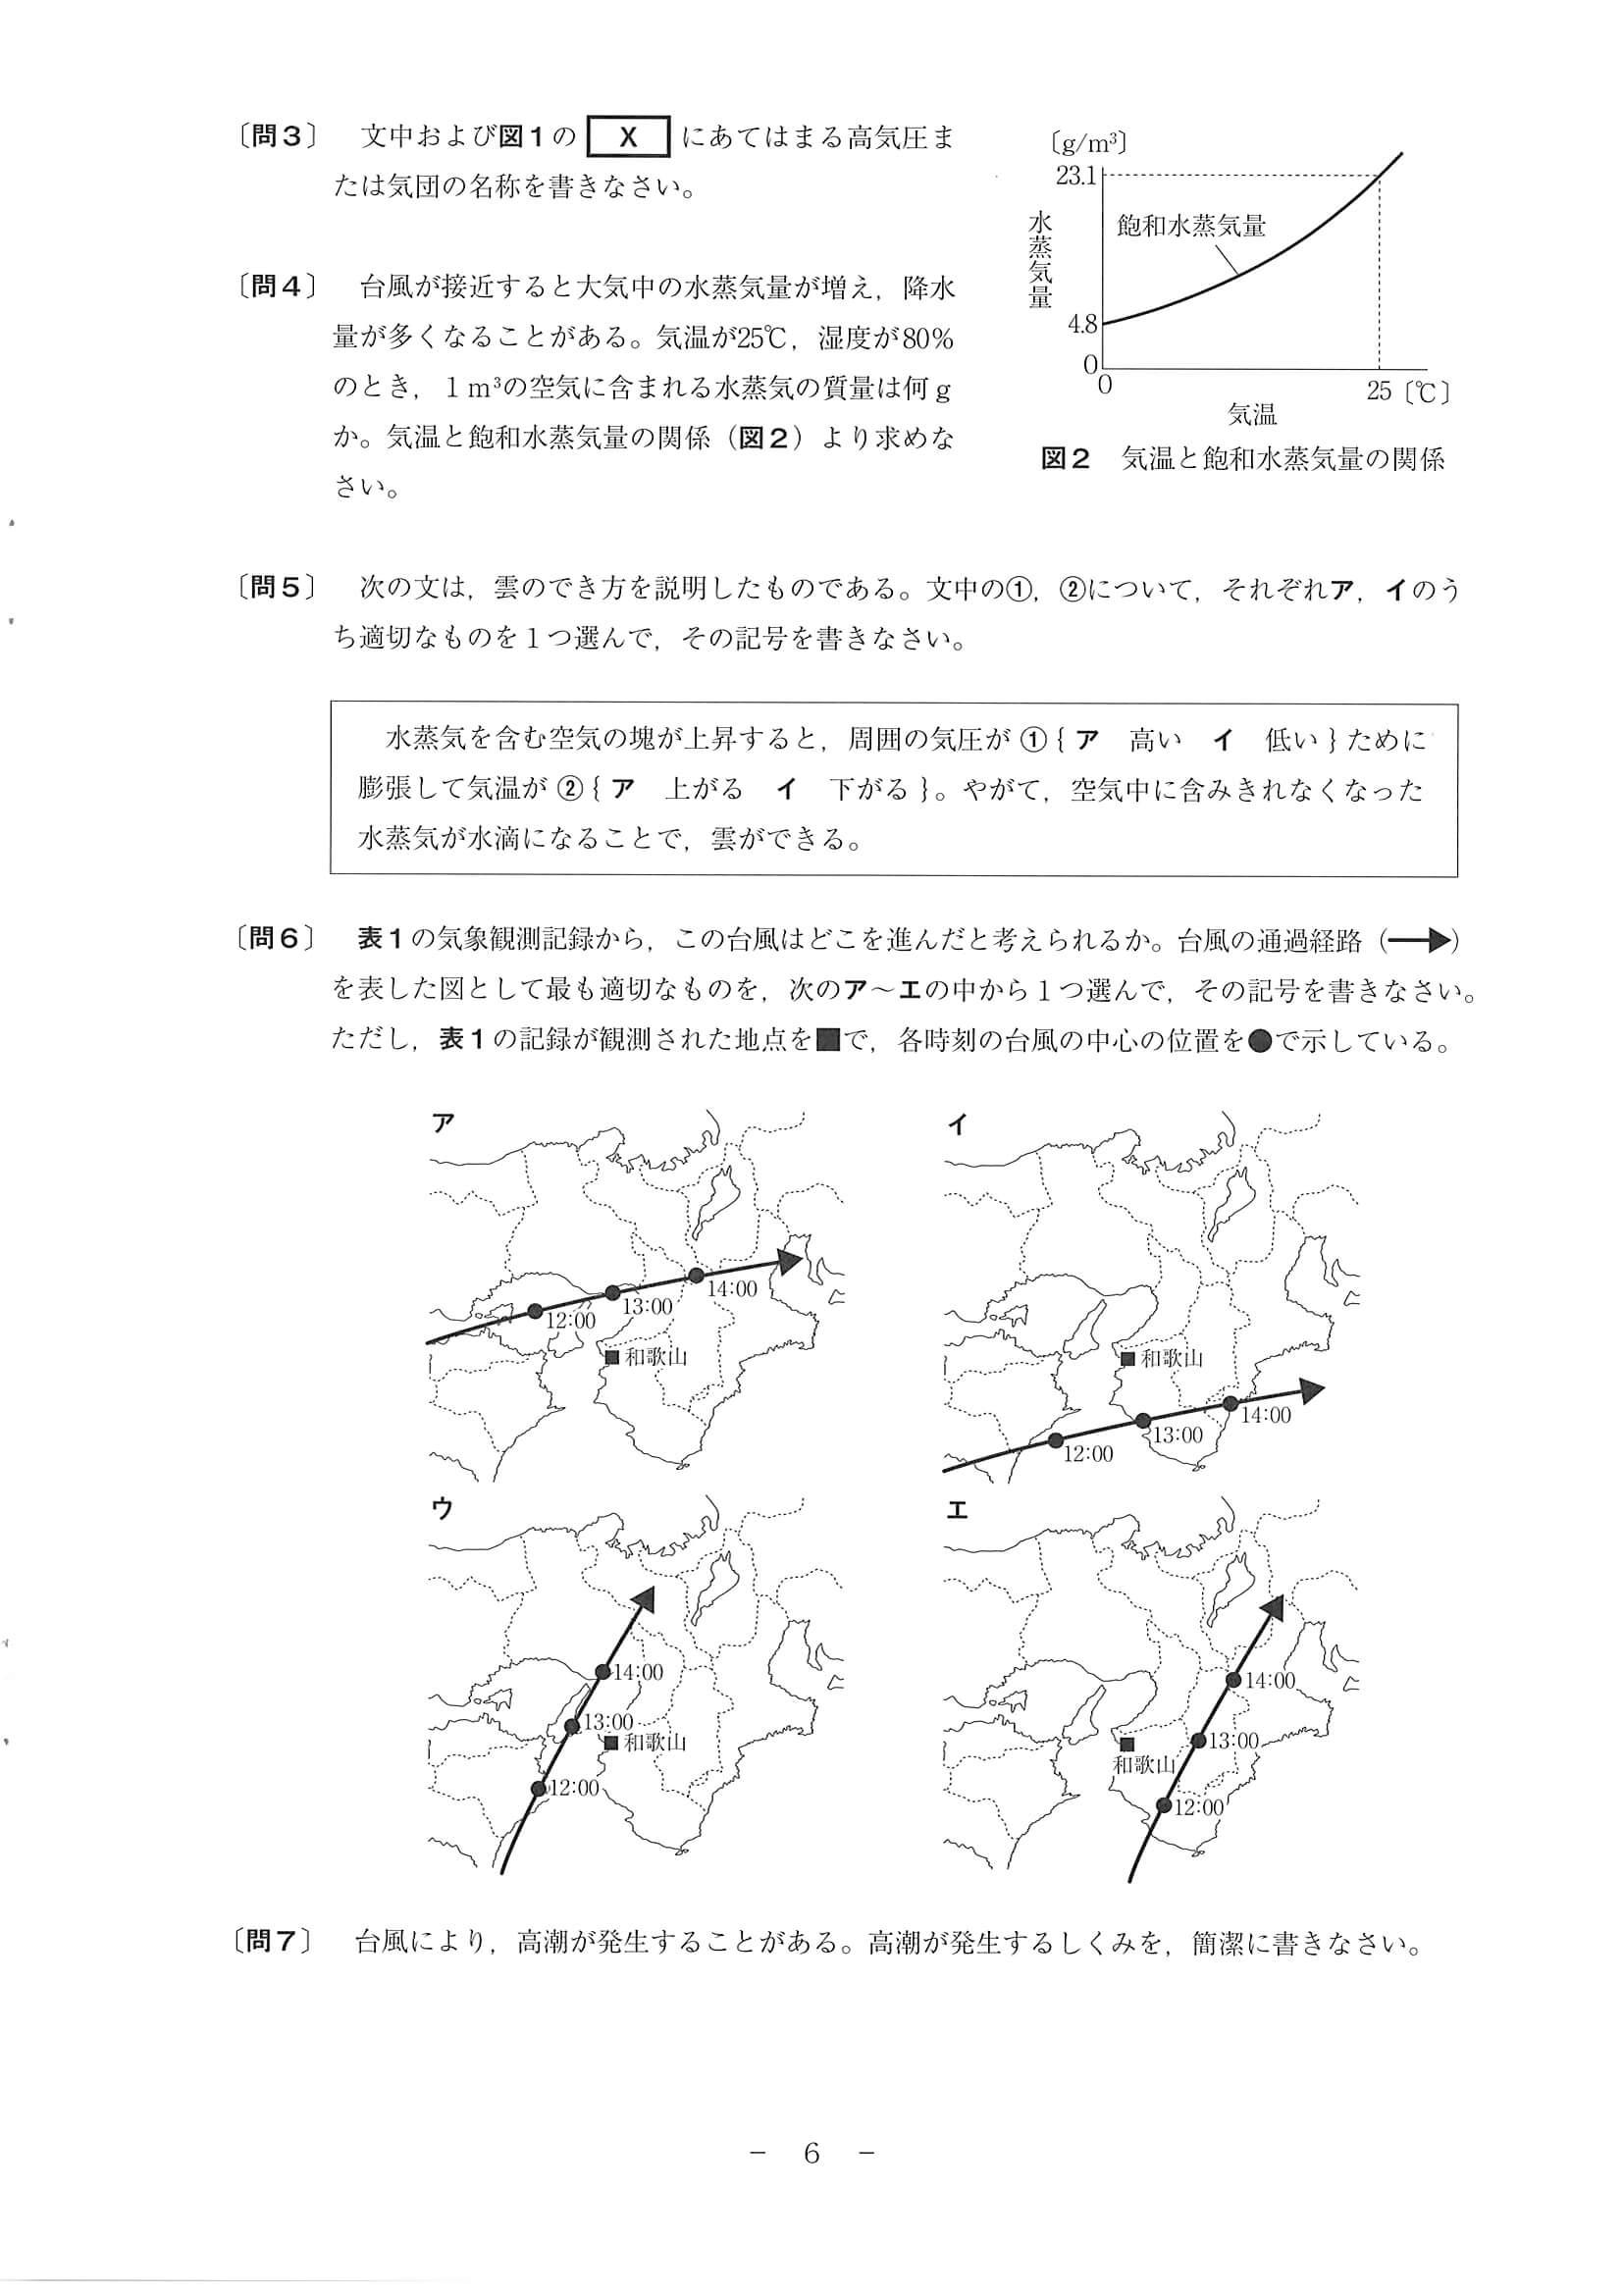 〔問３〕　文中および図１の X にあてはまる高気圧ま
たは気団の名称を書きなさい。
〔問４〕　台風が接近すると大気中の水蒸気量が増え，降水
量が多くなることがある。気温が25℃，湿度が80％
のとき，１m³の空気に含まれる水蒸気の質量は何g
か。気温と飽和水蒸気量の関係（図２）より求めな
さい。
〔g/m³〕
23.1
水蒸気量
飽和水蒸気量
4.8
0
0
25〔℃〕
気温
図２　気温と飽和水蒸気量の関係
〔問５〕　次の文は，雲のでき方を説明したものである。文中の①，②について，それぞれア，イのう
ち適切なものを１つ選んで，その記号を書きなさい。
水蒸気を含む空気の塊が上昇すると，周囲の気圧が ①{ ア　高い　イ　低い }ために
膨張して気温が ②{ ア　上がる　イ　下がる }。やがて，空気中に含みきれなくなった
水蒸気が水滴になることで，雲ができる。
〔問６〕　表１の気象観測記録から，この台風はどこを進んだと考えられるか。台風の通過経路（→）
を表した図として最も適切なものを，次のア～エの中から１つ選んで，その記号を書きなさい。
ただし，表１の記録が観測された地点を■で，各時刻の台風の中心の位置を●で示している。
ア
12:00
13:00
14:00
和歌山
イ
12:00
13:00
14:00
和歌山
ウ
14:00
13:00
和歌山
12:00
エ
14:00
13:00
和歌山
12:00
〔問７〕　台風により，高潮が発生することがある。高潮が発生するしくみを，簡潔に書きなさい。
－　6　－